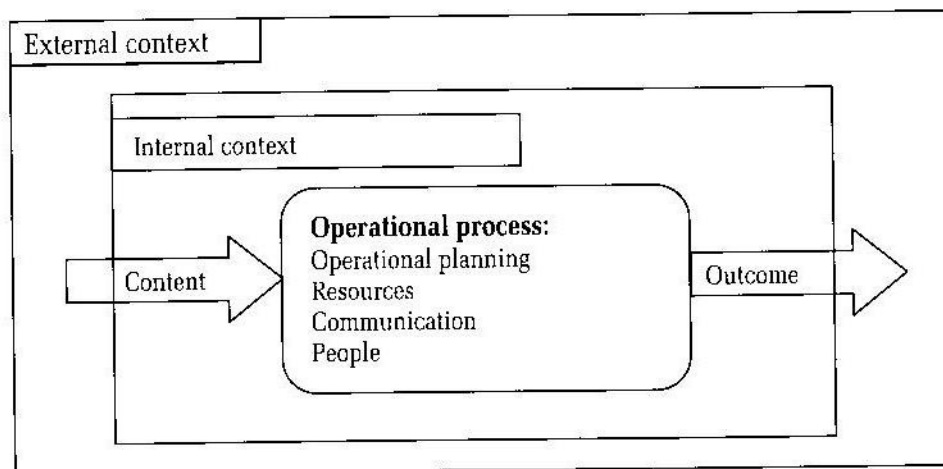 External context
Internal context
Operational process:
Operational planning
Resources
Communication
People
Content
Outcome